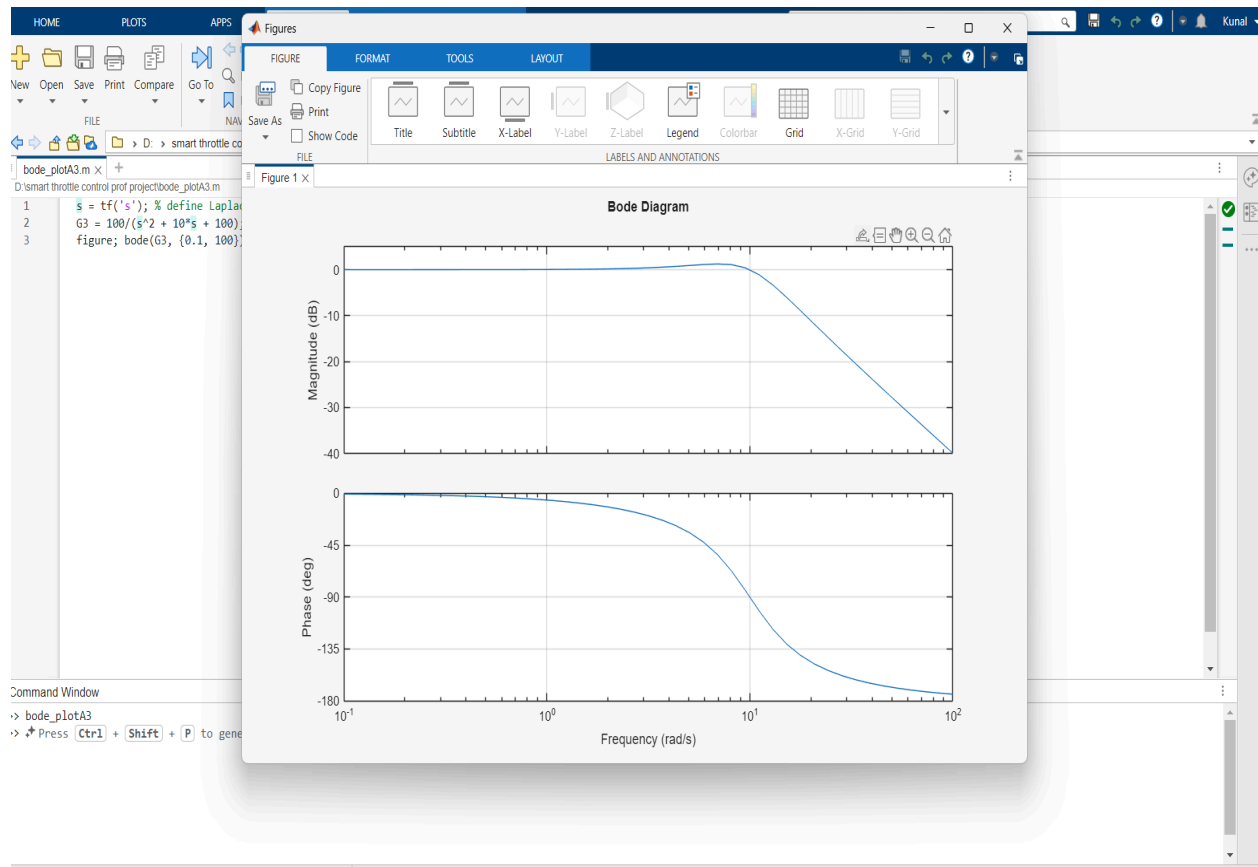 HOME PLOTS APPS
Figures
Kunal
FIGURE FORMAT TOOLS LAYOUT
New Open Save Print Compare Go To
FILE
Save As
Copy Figure
Print
Show Code
FILE
Title Subtitle X-Label Y-Label Z-Label Legend Colorbar Grid X-Grid Y-Grid
LABELS AND ANNOTATIONS
D: › smart throttle co
bode_plotA3.m × +
D:\smart throttle control prof project\bode_plotA3.m
Figure 1 ×
1 s = tf('s'); % define Laplac
2 G3 = 100/(s^2 + 10*s + 100);
3 figure; bode(G3, {0.1, 100}
Bode Diagram
Magnitude (dB)
0
-10
-20
-30
-40
Phase (deg)
0
-45
-90
-135
-180
10^-1 10^0 10^1 10^2
Frequency (rad/s)
Command Window
>> bode_plotA3
>> Press Ctrl + Shift + P to gene